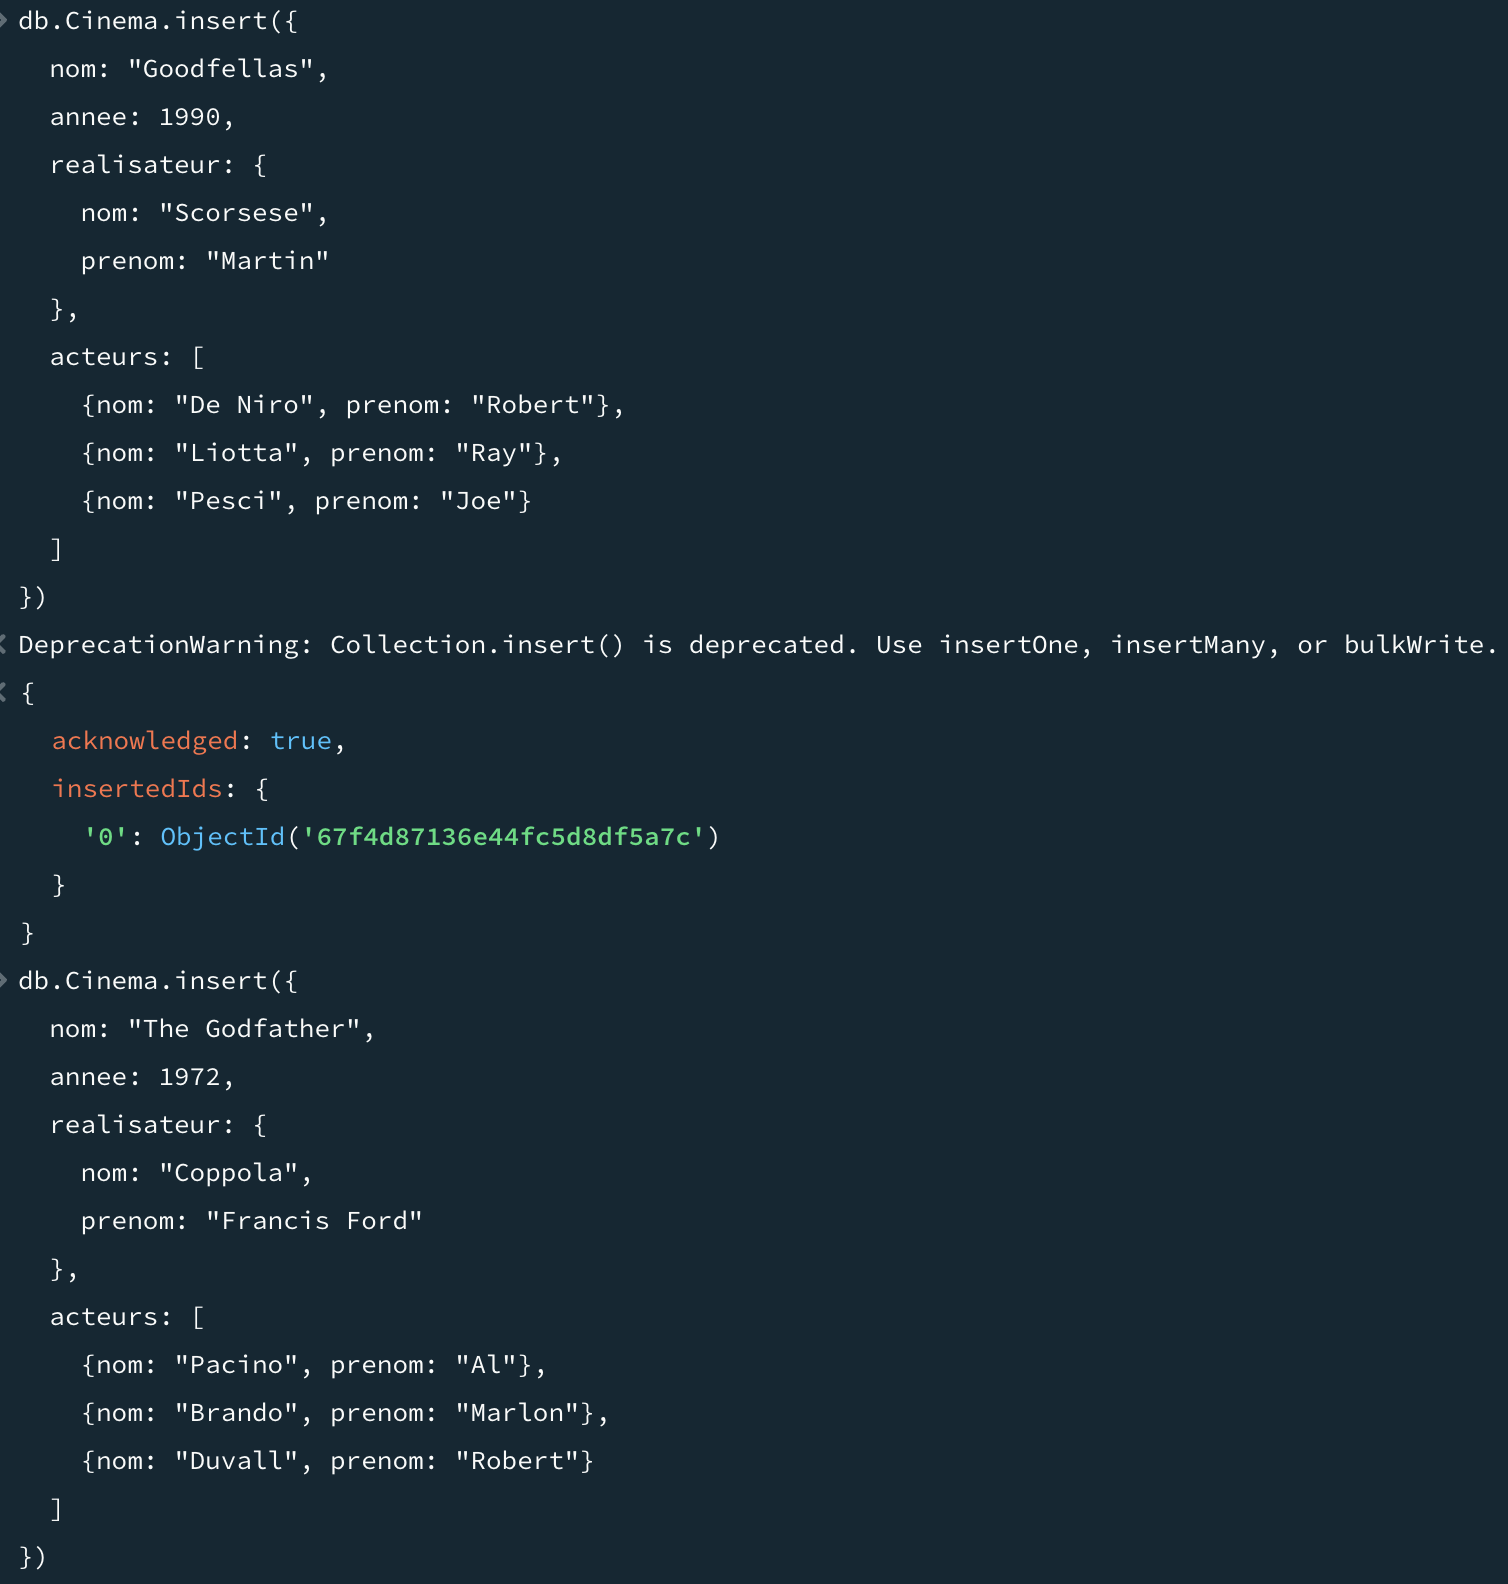 db.Cinema.insert({
nom: "Goodfellas",
annee: 1990,
realisateur: {
nom: "Scorsese",
prenom: "Martin"
},
acteurs: [
{nom: "De Niro", prenom: "Robert"},
{nom: "Liotta", prenom: "Ray"},
{nom: "Pesci", prenom: "Joe"}
]
})
DeprecationWarning: Collection.insert() is deprecated. Use insertOne, insertMany, or bulkWrite.
{
acknowledged: true,
insertedIds: {
'0': ObjectId('67f4d87136e44fc5d8df5a7c')
}
}
db.Cinema.insert({
nom: "The Godfather",
annee: 1972,
realisateur: {
nom: "Coppola",
prenom: "Francis Ford"
},
acteurs: [
{nom: "Pacino", prenom: "Al"},
{nom: "Brando", prenom: "Marlon"},
{nom: "Duvall", prenom: "Robert"}
]
})